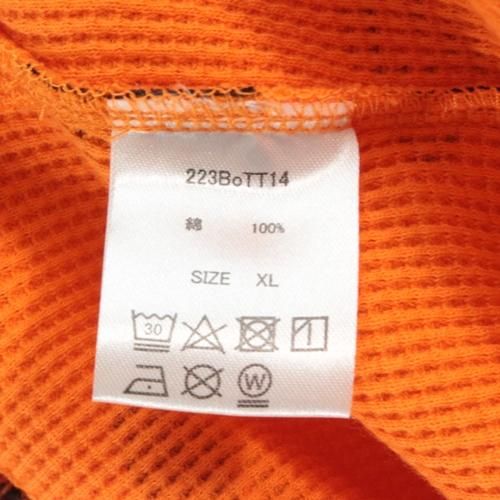 223BoTT14
綿 100%
SIZE XL
30
W